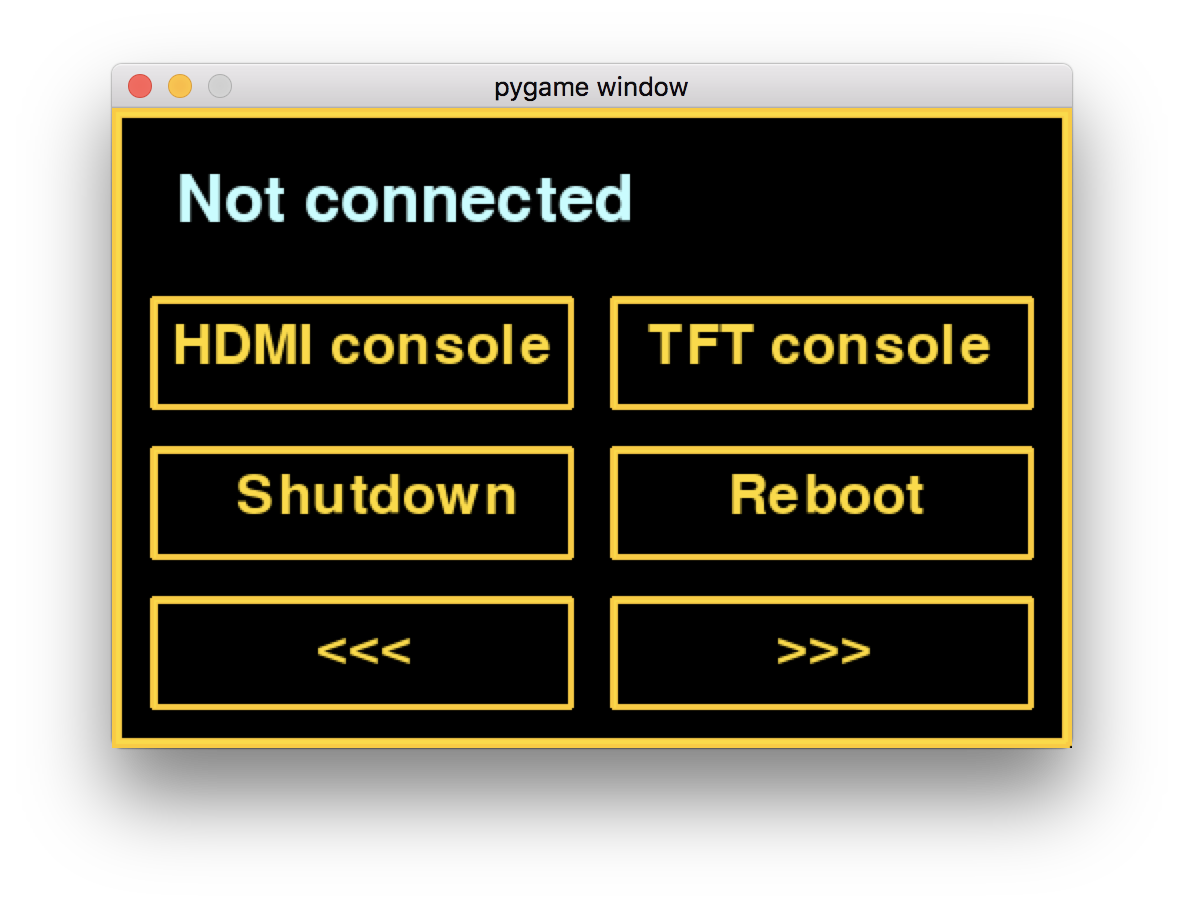 pygame window
Not connected
HDMI console
TFT console
Shutdown
Reboot
<<<
>>>